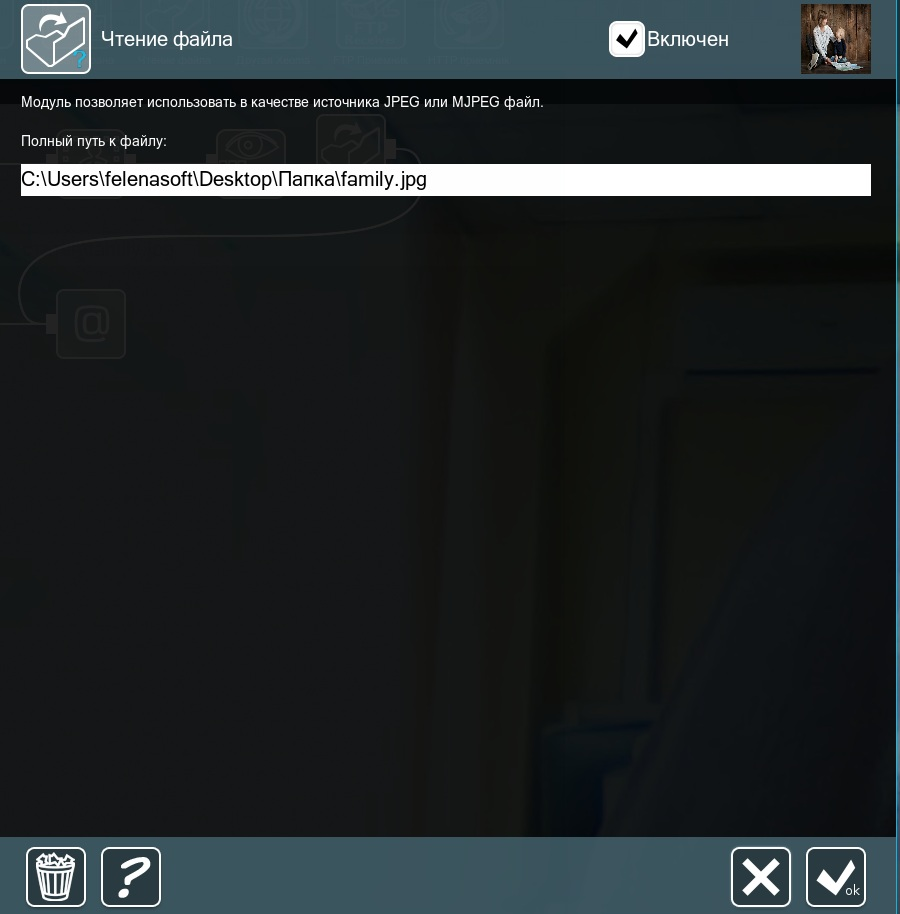 Чтение файла
Включен
Модуль позволяет использовать в качестве источника JPEG или MJPEG файл.
Полный путь к файлу:
C:\Users\felenasoft\Desktop\Папка\family.jpg
@
?
ok